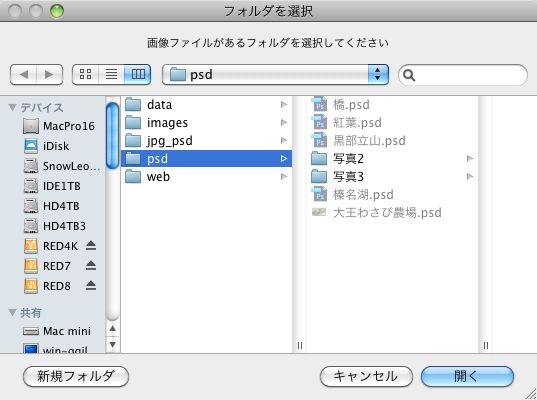 フォルダを選択
画像ファイルがあるフォルダを選択してください
psd
デバイス
MacPro16
iDisk
SnowLeo...
IDE1TB
HD4TB
HD4TB3
RED4K
RED7
RED8
共有
Mac mini
data
images
jpg_psd
psd
web
橋.psd
紅葉.psd
黒部立山.psd
写真2
写真3
榛名湖.psd
大王わさび農場.psd
新規フォルダ
キャンセル
開く